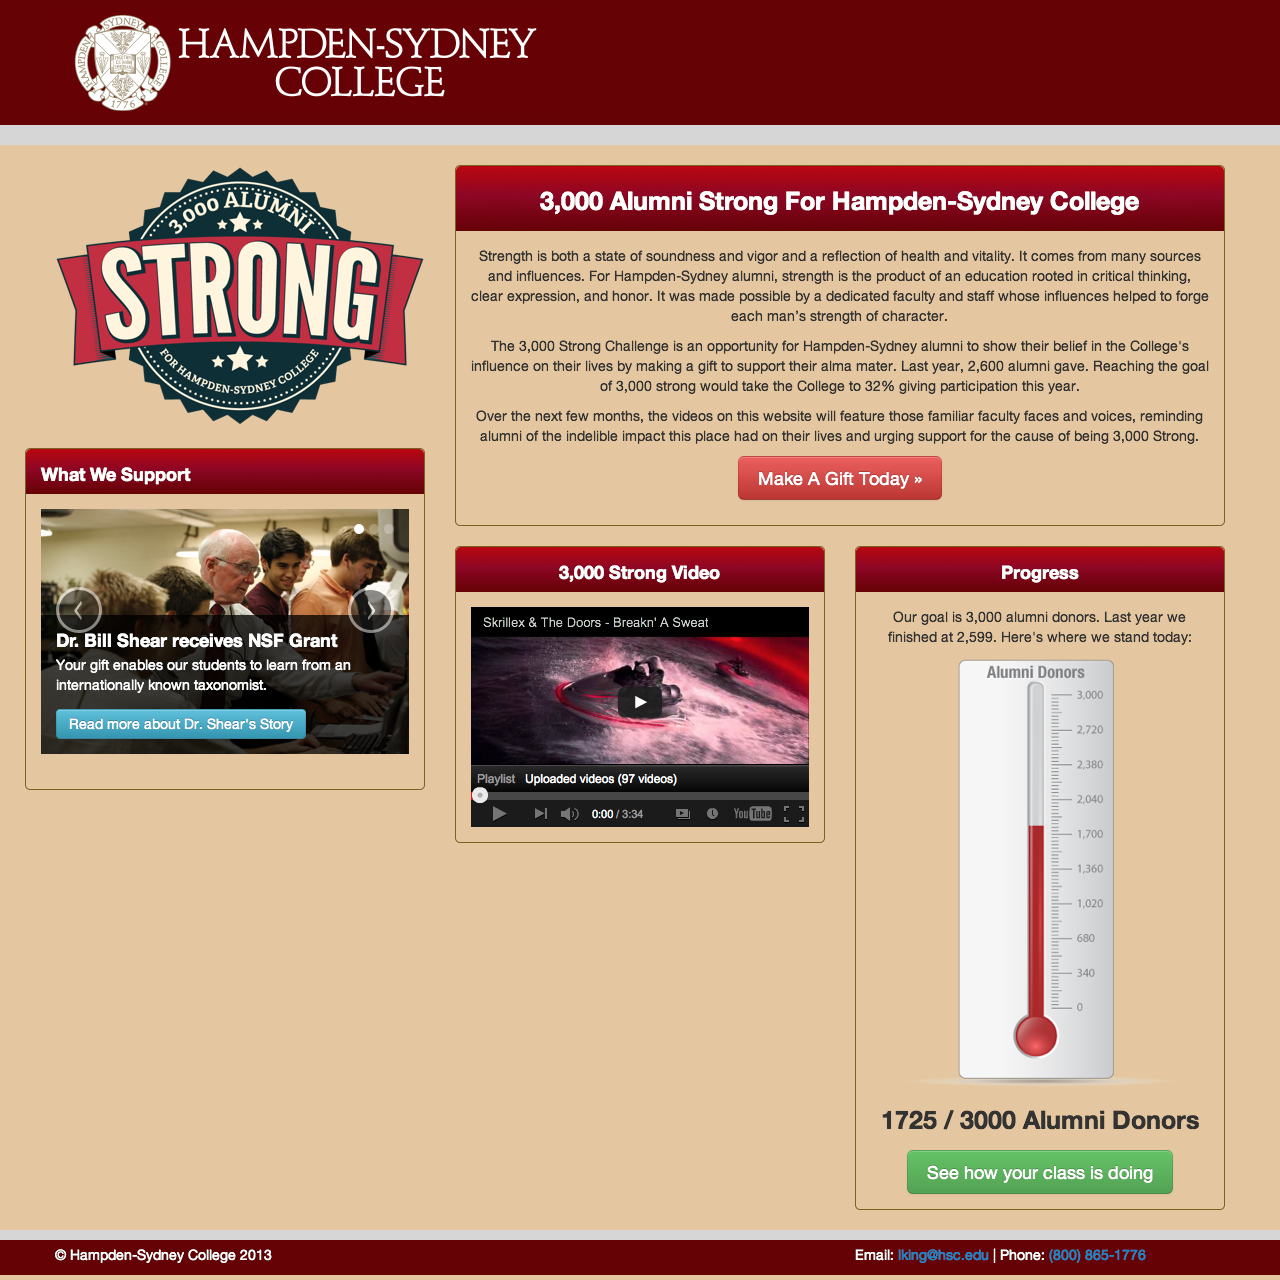 HAMPDEN-SYDNEY
COLLEGE
HAMPDEN SYDNEY COLLEGE
1776
3,000 ALUMNI
STRONG
FOR HAMPDEN-SYDNEY COLLEGE
3,000 Alumni Strong For Hampden-Sydney College
Strength is both a state of soundness and vigor and a reflection of health and vitality. It comes from many sources
and influences. For Hampden-Sydney alumni, strength is the product of an education rooted in critical thinking,
clear expression, and honor. It was made possible by a dedicated faculty and staff whose influences helped to forge
each man’s strength of character.
The 3,000 Strong Challenge is an opportunity for Hampden-Sydney alumni to show their belief in the College's
influence on their lives by making a gift to support their alma mater. Last year, 2,600 alumni gave. Reaching the goal
of 3,000 strong would take the College to 32% giving participation this year.
Over the next few months, the videos on this website will feature those familiar faculty faces and voices, reminding
alumni of the indelible impact this place had on their lives and urging support for the cause of being 3,000 Strong.
Make A Gift Today »
What We Support
Dr. Bill Shear receives NSF Grant
Your gift enables our students to learn from an
internationally known taxonomist.
Read more about Dr. Shear's Story
3,000 Strong Video
Skrillex & The Doors - Breakn' A Sweat
Playlist Uploaded videos (97 videos)
0:00 / 3:34
YouTube
Progress
Our goal is 3,000 alumni donors. Last year we
finished at 2,599. Here's where we stand today:
Alumni Donors
3,000
2,720
2,380
2,040
1,700
1,360
1,020
680
340
0
1725 / 3000 Alumni Donors
See how your class is doing
© Hampden-Sydney College 2013
Email: lking@hsc.edu | Phone: (800) 865-1776